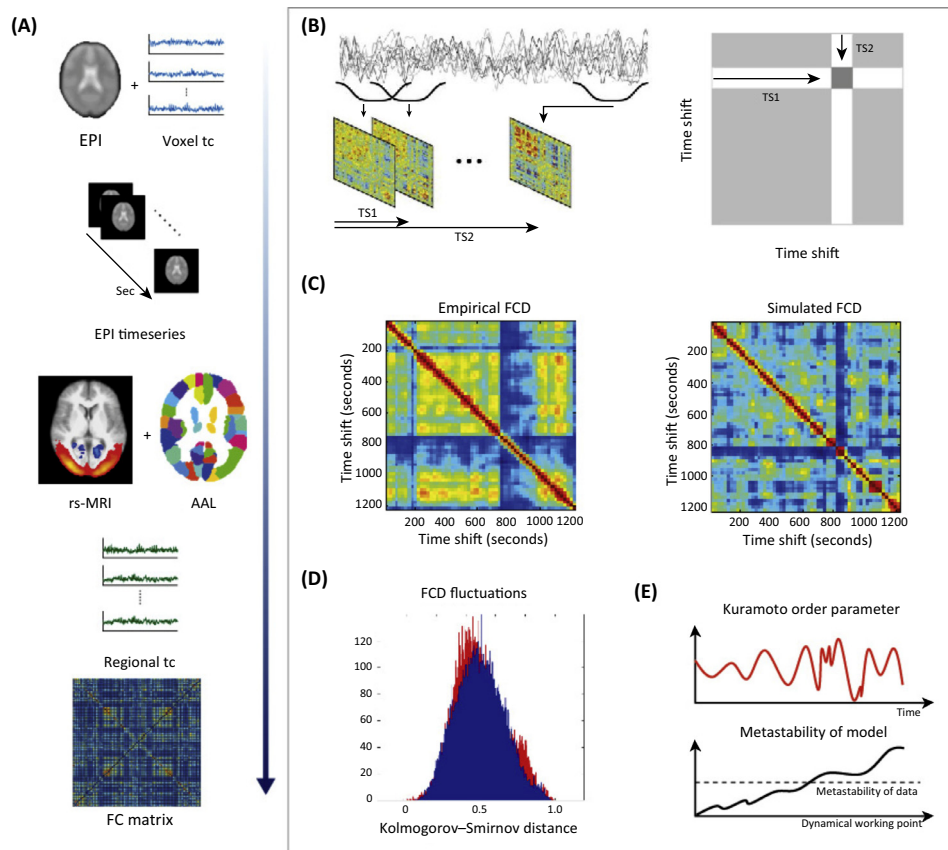 (A)
EPI
+
Voxel tc
Sec
EPI timeseries
rs-MRI
+
AAL
Regional tc
FC matrix
(B)
TS1
TS2
TS2
TS1
Time shift
Time shift
(C)
Empirical FCD
Time shift (seconds)
200
400
600
800
1000
1200
200 400 600 800 1000 1200
Time shift (seconds)
Simulated FCD
Time shift (seconds)
200
400
600
800
1000
1200
200 400 600 800 1000 1200
Time shift (seconds)
(D)
FCD fluctuations
120
100
80
60
40
20
0
0 0.5 1.0
Kolmogorov–Smirnov distance
(E)
Kuramoto order parameter
Time
Metastability of model
Metastability of data
Dynamical working point